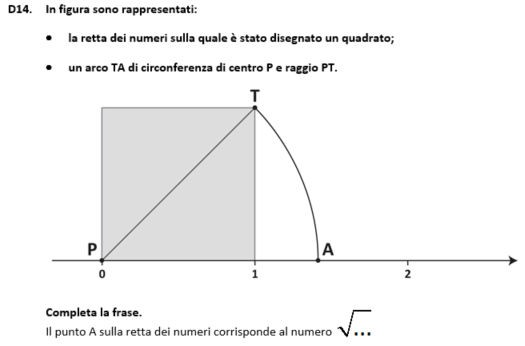 D14. In figura sono rappresentati:
• la retta dei numeri sulla quale è stato disegnato un quadrato;
• un arco TA di circonferenza di centro P e raggio PT.
T
P
A
0
1
2
Completa la frase.
Il punto A sulla retta dei numeri corrisponde al numero √...